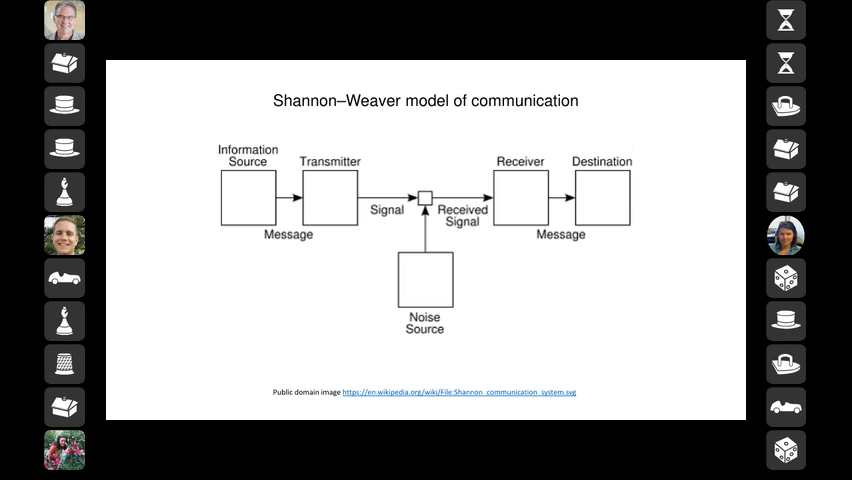 Shannon–Weaver model of communication
Information
Source
Transmitter
Receiver
Destination
Signal
Received
Signal
Message
Message
Noise
Source
Public domain image https://en.wikipedia.org/wiki/File:Shannon_communication_system.svg